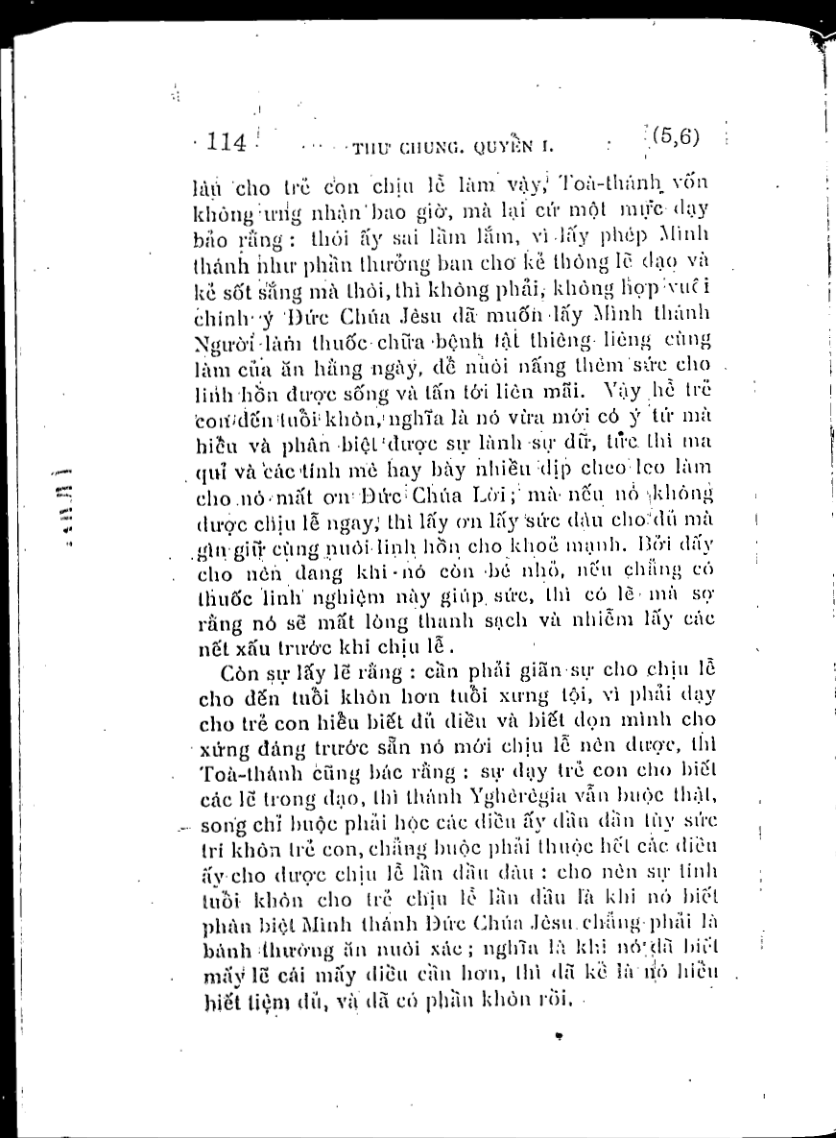 114 THƯ CHUNG. QUYỀN I. (5,6)
lâu cho trẻ con chịu lễ làm vậy, Toà-thánh vốn
không ưng nhận bao giờ, mà lại cứ một mực dạy
bảo rằng : thói ấy sai lầm lắm, vì lấy phép Mình
thánh như phần thưởng ban cho kẻ thông lẽ đạo và
kẻ sốt sắng mà thôi, thì không phải, không hợp vuối
chính ý Đức Chúa Jêsu đã muốn lấy Mình thánh
Người làm thuốc chữa bệnh tật thiêng liêng cùng
làm của ăn hằng ngày, để nuôi nấng thêm sức cho
linh hồn được sống và tấn tới liên mãi. Vậy hễ trẻ
con đến tuổi khôn, nghĩa là nó vừa mới có ý tứ mà
hiểu và phân biệt được sự lành sự dữ, tức thì ma
quỉ và các tính mê hay bày nhiều dịp cheo leo làm
cho nó mất ơn Đức Chúa Lời ; mà nếu nó không
được chịu lễ ngay, thì lấy ơn lấy sức dâu cho đủ mà
gìn giữ cùng nuôi linh hồn cho khoẻ mạnh. Bởi đấy
cho nên đang khi nó còn bé nhỏ, nếu chẳng có
thuốc linh nghiệm này giúp sức, thì có lẽ mà sợ
rằng nó sẽ mất lòng thanh sạch và nhiễm lấy các
nết xấu trước khi chịu lễ.
Còn sự lấy lẽ rằng : cần phải giãn sự cho chịu lễ
cho đến tuổi khôn hơn tuổi xưng tội, vì phải dạy
cho trẻ con hiểu biết đủ điều và biết dọn mình cho
xứng đáng trước sẵn nó mới chịu lễ nên được, thì
Toà-thánh cũng bác rằng : sự dạy trẻ con cho biết
các lẽ trong đạo, thì thánh Yghêrêgia vẫn buộc thật,
song chỉ buộc phải học các điều ấy dần dần tùy sức
trí khôn trẻ con, chẳng buộc phải thuộc hết các điều
ấy cho được chịu lễ lần đầu đâu : cho nên sự tính
tuổi khôn cho trẻ chịu lễ lần đầu là khi nó biết
phân biệt Mình thánh Đức Chúa Jêsu chẳng phải là
bánh thường ăn nuôi xác ; nghĩa là khi nó đã biết
mấy lẽ cái mấy điều cần hơn, thì đã kể là nó hiểu
biết tiệm đủ, và đã có phần khôn rồi.